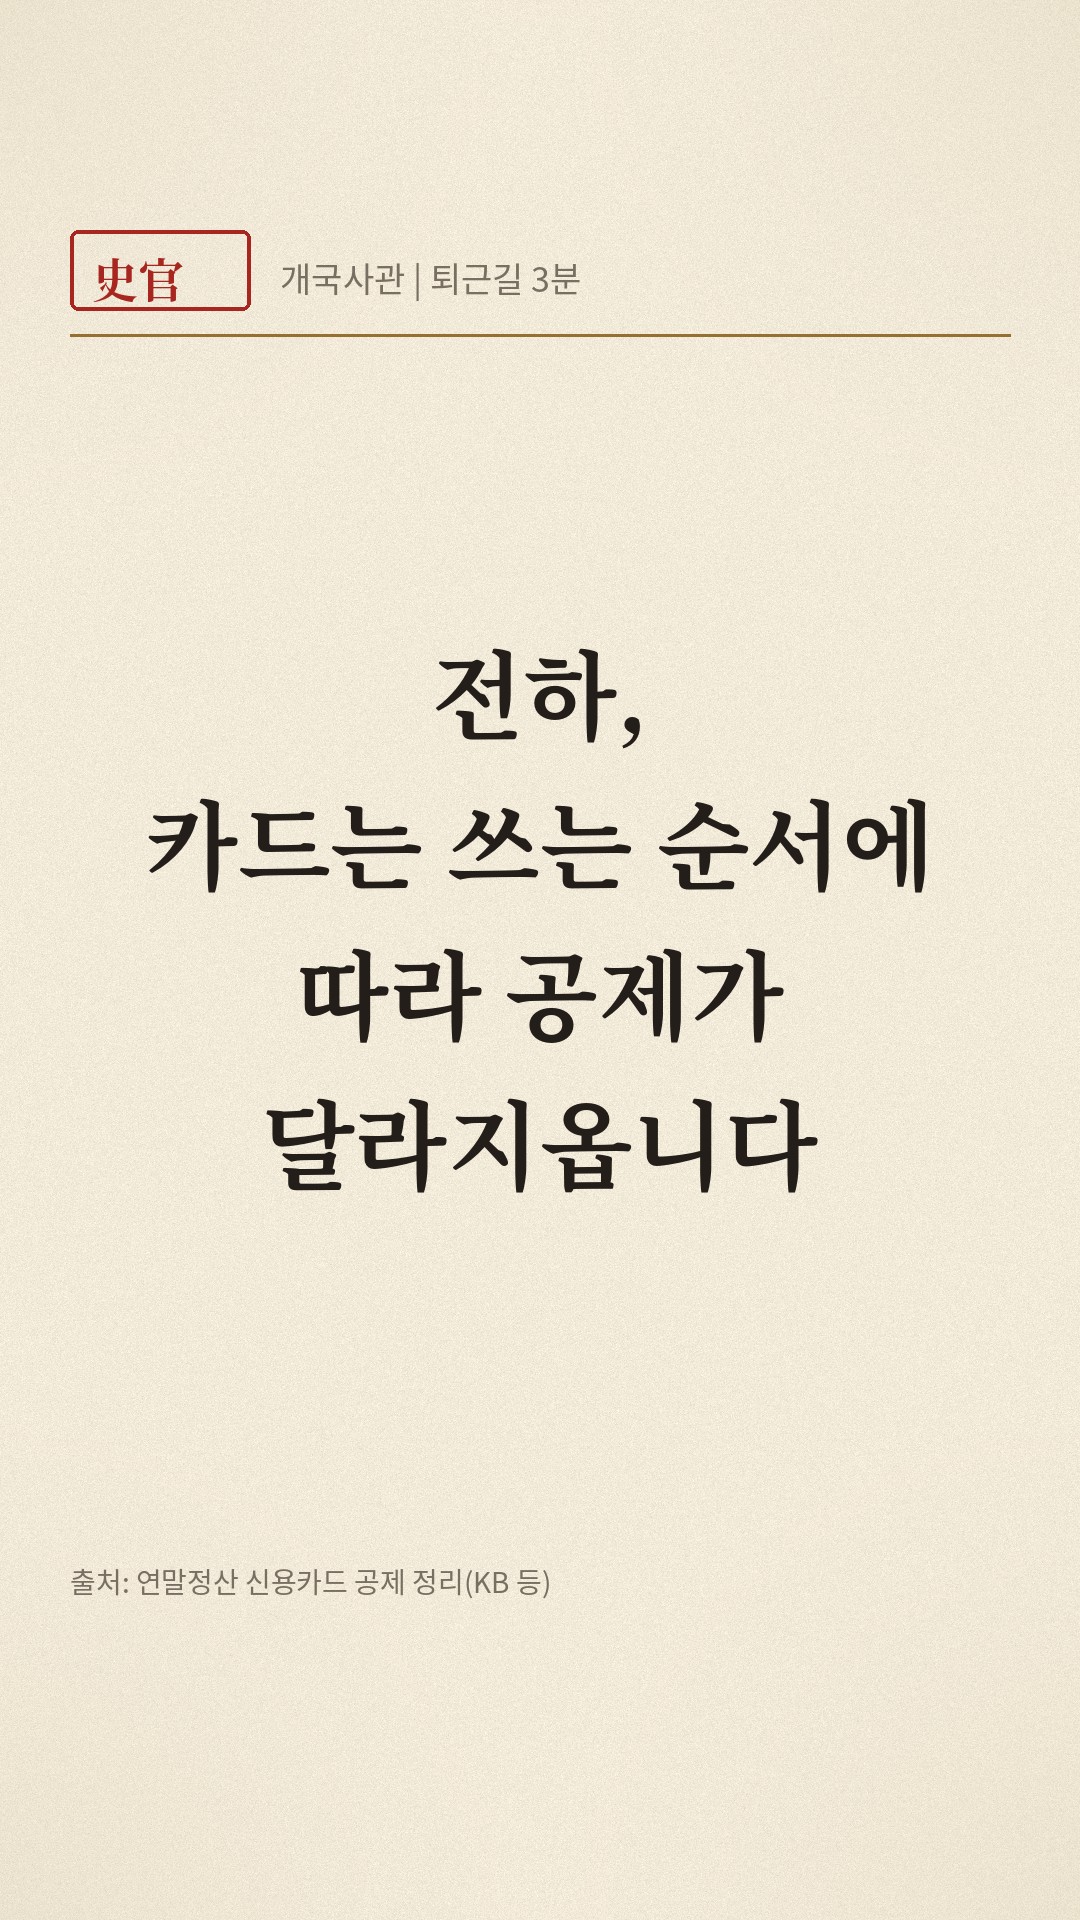 史官
개국사관 | 퇴근길 3분
전하,
카드는 쓰는 순서에
따라 공제가
달라지옵니다
출처: 연말정산 신용카드 공제 정리(KB 등)